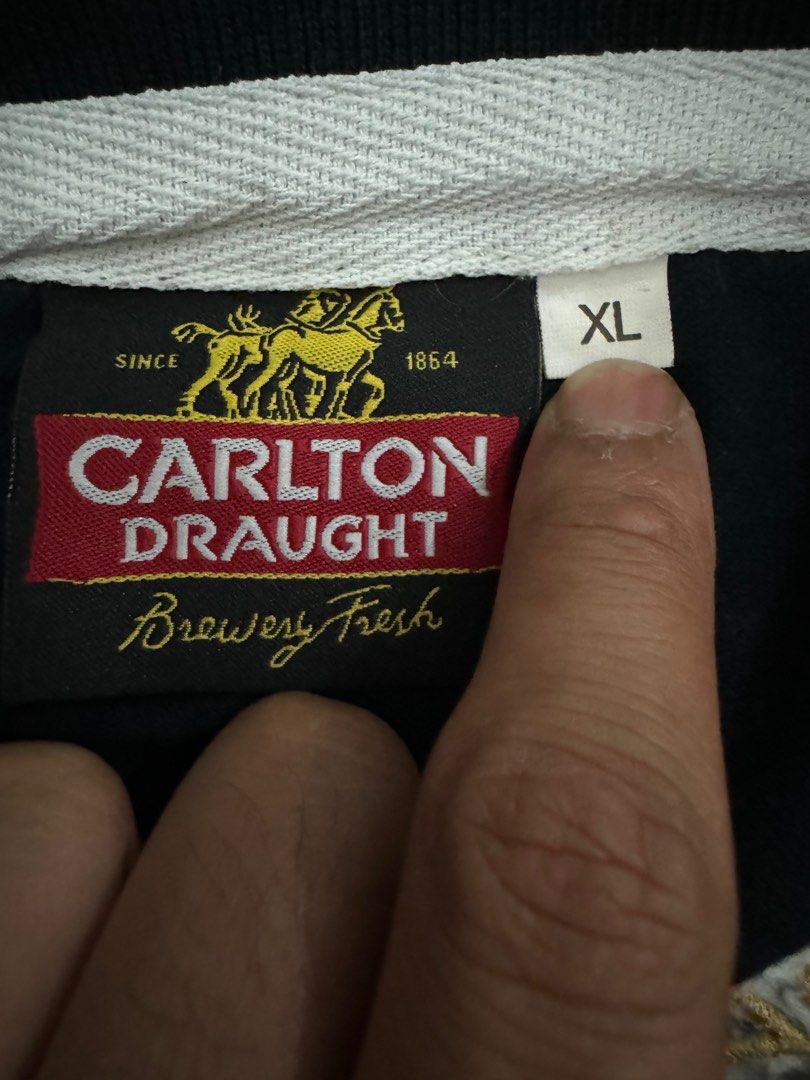 XL
SINCE 1864
CARLTON
DRAUGHT
Brewery Fresh